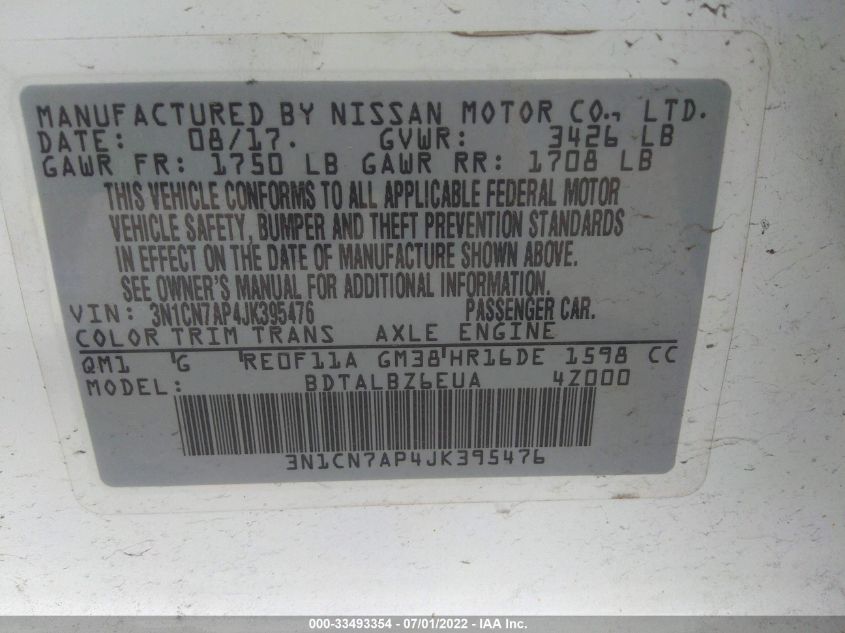 MANUFACTURED BY NISSAN MOTOR CO., LTD.
DATE: 08/17. GVWR: 3426 LB
GAWR FR: 1750 LB GAWR RR: 1708 LB
THIS VEHICLE CONFORMS TO ALL APPLICABLE FEDERAL MOTOR
VEHICLE SAFETY, BUMPER AND THEFT PREVENTION STANDARDS
IN EFFECT ON THE DATE OF MANUFACTURE SHOWN ABOVE.
SEE OWNER'S MANUAL FOR ADDITIONAL INFORMATION.
VIN: 3N1CN7AP4JK395476 PASSENGER CAR.
COLOR TRIM TRANS AXLE ENGINE
QM1 G RE0F11A GM38 HR16DE 1598 CC
MODEL: BDTALBZ6EUA 4Z000
3N1CN7AP4JK395476
000-33493354 - 07/01/2022 - IAA Inc.